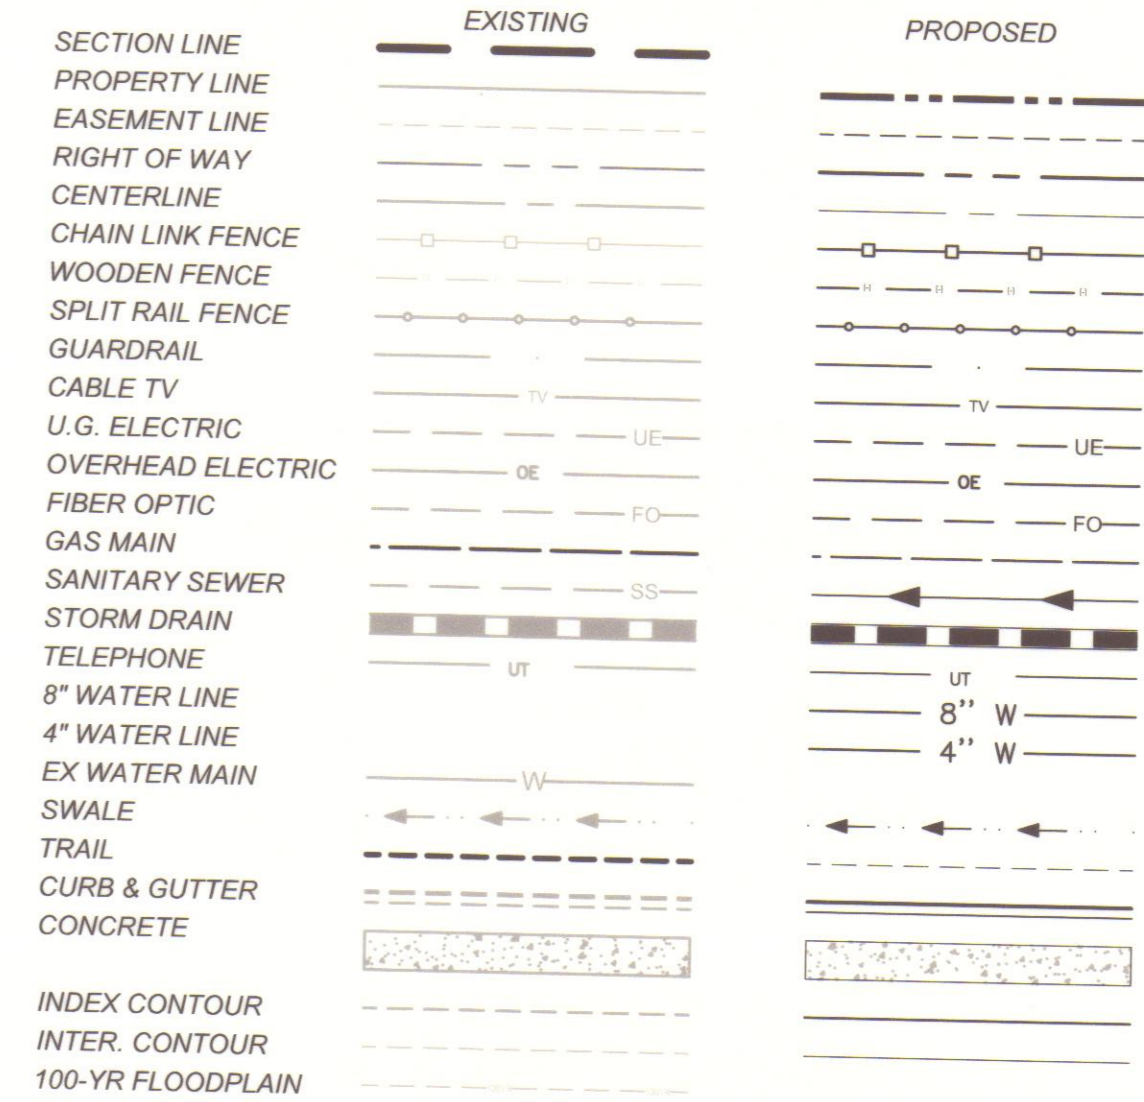 EXISTING PROPOSED
SECTION LINE
PROPERTY LINE
EASEMENT LINE
RIGHT OF WAY
CENTERLINE
CHAIN LINK FENCE
WOODEN FENCE H H H H
SPLIT RAIL FENCE
GUARDRAIL
CABLE TV TV TV
U.G. ELECTRIC UE UE
OVERHEAD ELECTRIC OE OE
FIBER OPTIC FO FO
GAS MAIN
SANITARY SEWER SS
STORM DRAIN
TELEPHONE UT UT
8" WATER LINE 8'' W
4" WATER LINE 4'' W
EX WATER MAIN W
SWALE
TRAIL
CURB & GUTTER
CONCRETE
INDEX CONTOUR
INTER. CONTOUR
100-YR FLOODPLAIN